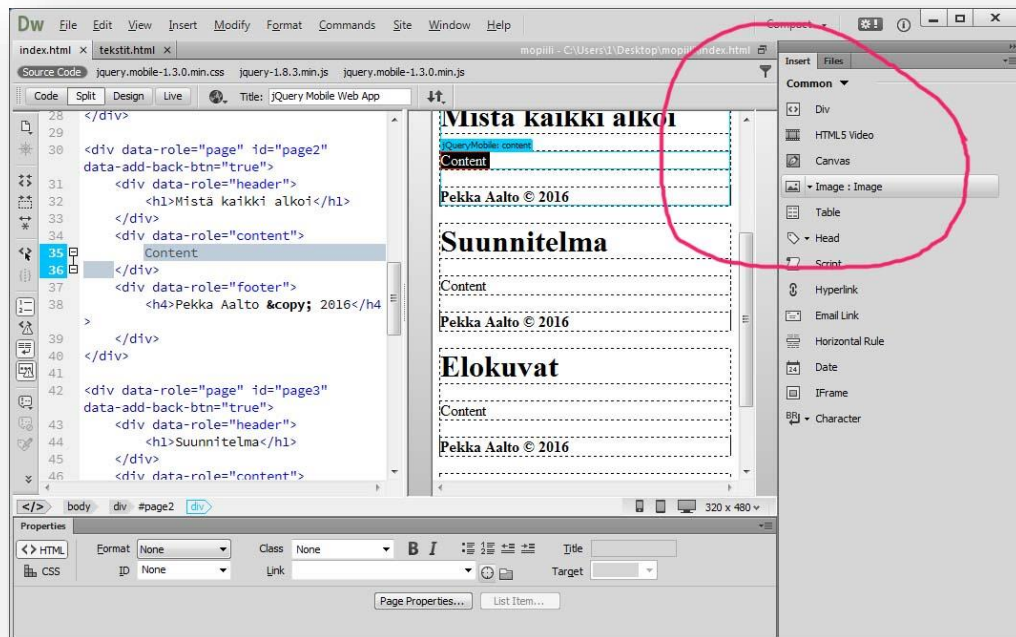 Dw File Edit View Insert Modify Format Commands Site Window Help
index.html × tekstit.html × mopiili - C:\Users\1\Desktop\mopiili\index.html
Source Code jquery.mobile-1.3.0.min.css jquery-1.8.3.min.js jquery.mobile-1.3.0.min.js
Code Split Design Live Title: jQuery Mobile Web App
28 </div>
29
30 <div data-role="page" id="page2"
data-add-back-btn="true">
31 <div data-role="header">
32 <h1>Mistä kaikki alkoi</h1>
33 </div>
34 <div data-role="content">
35 Content
36 </div>
37 <div data-role="footer">
38 <h4>Pekka Aalto &copy; 2016</h4
>
39 </div>
40 </div>
41
42 <div data-role="page" id="page3"
data-add-back-btn="true">
43 <div data-role="header">
44 <h1>Suunnitelma</h1>
45 </div>
46 <div data-role="content">
Mistä kaikki alkoi
jQueryMobile: content
Content
Pekka Aalto © 2016
Suunnitelma
Content
Pekka Aalto © 2016
Elokuvat
Content
Pekka Aalto © 2016
Insert Files
Common
Div
HTML5 Video
Canvas
Image : Image
Table
Head
Script
Hyperlink
Email Link
Horizontal Rule
Date
IFrame
BRJ Character
</> body div #page2 div 320 x 480
Properties
<> HTML Format None Class None B I Title
CSS ID None Link Target
Page Properties... List Item...